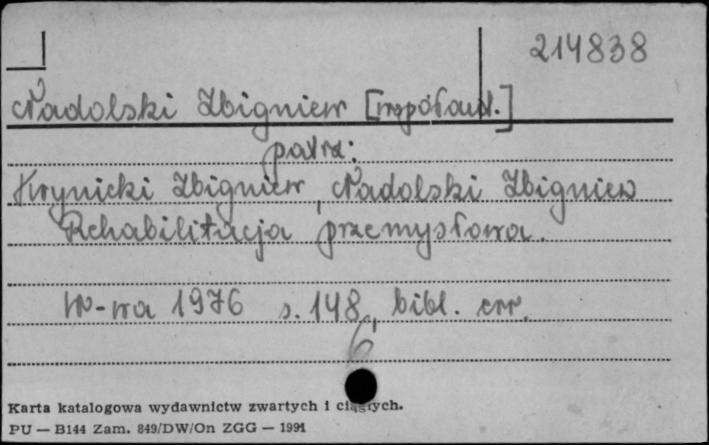 214838
Nadolski Zbigniew [współaut.]
patrz:
Krynicki Zbigniew, Nadolski Zbigniew
Rehabilitacja przemysłowa.
W-wa 1976 s. 148, bibl. err.
6
Karta katalogowa wydawnictw zwartych i ciągłych.
PU — B144 Zam. 849/DW/On ZGG — 1991